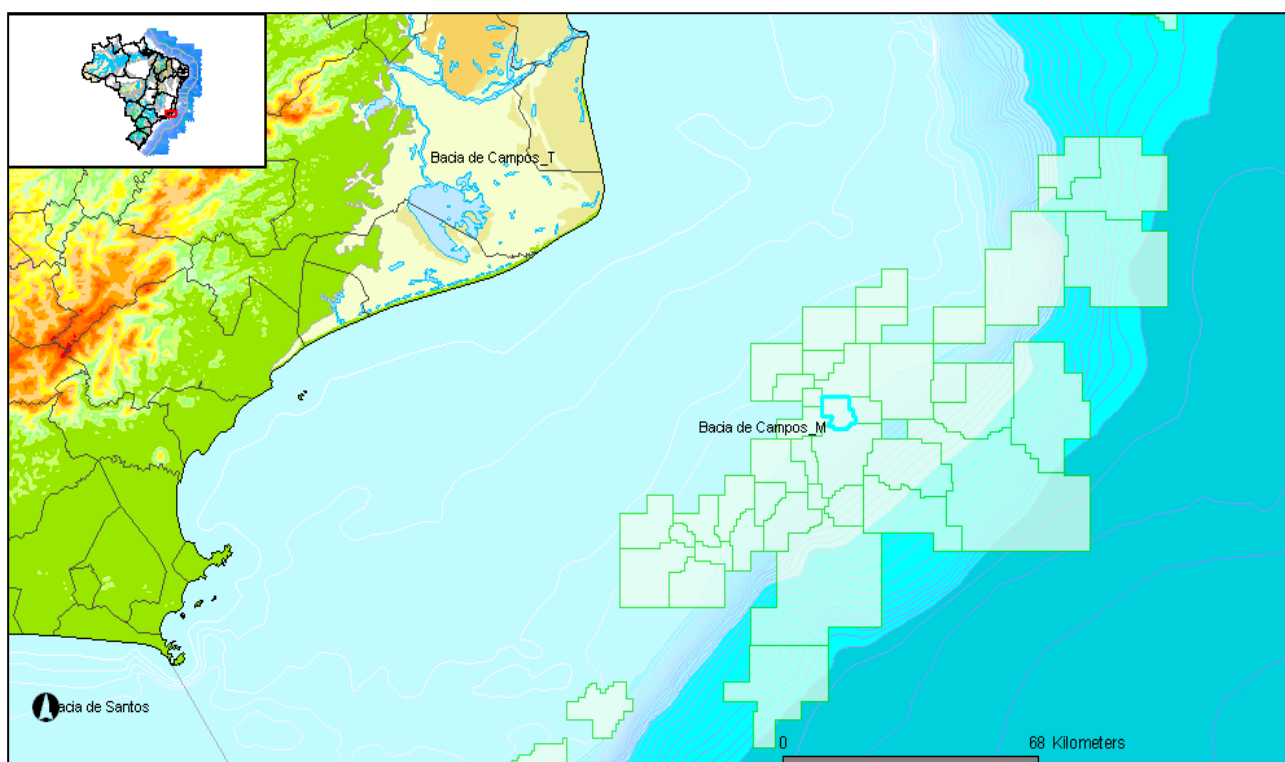 Bacia de Campos_T
Bacia de Campos_M
acia de Santos
0 68 Kilometers